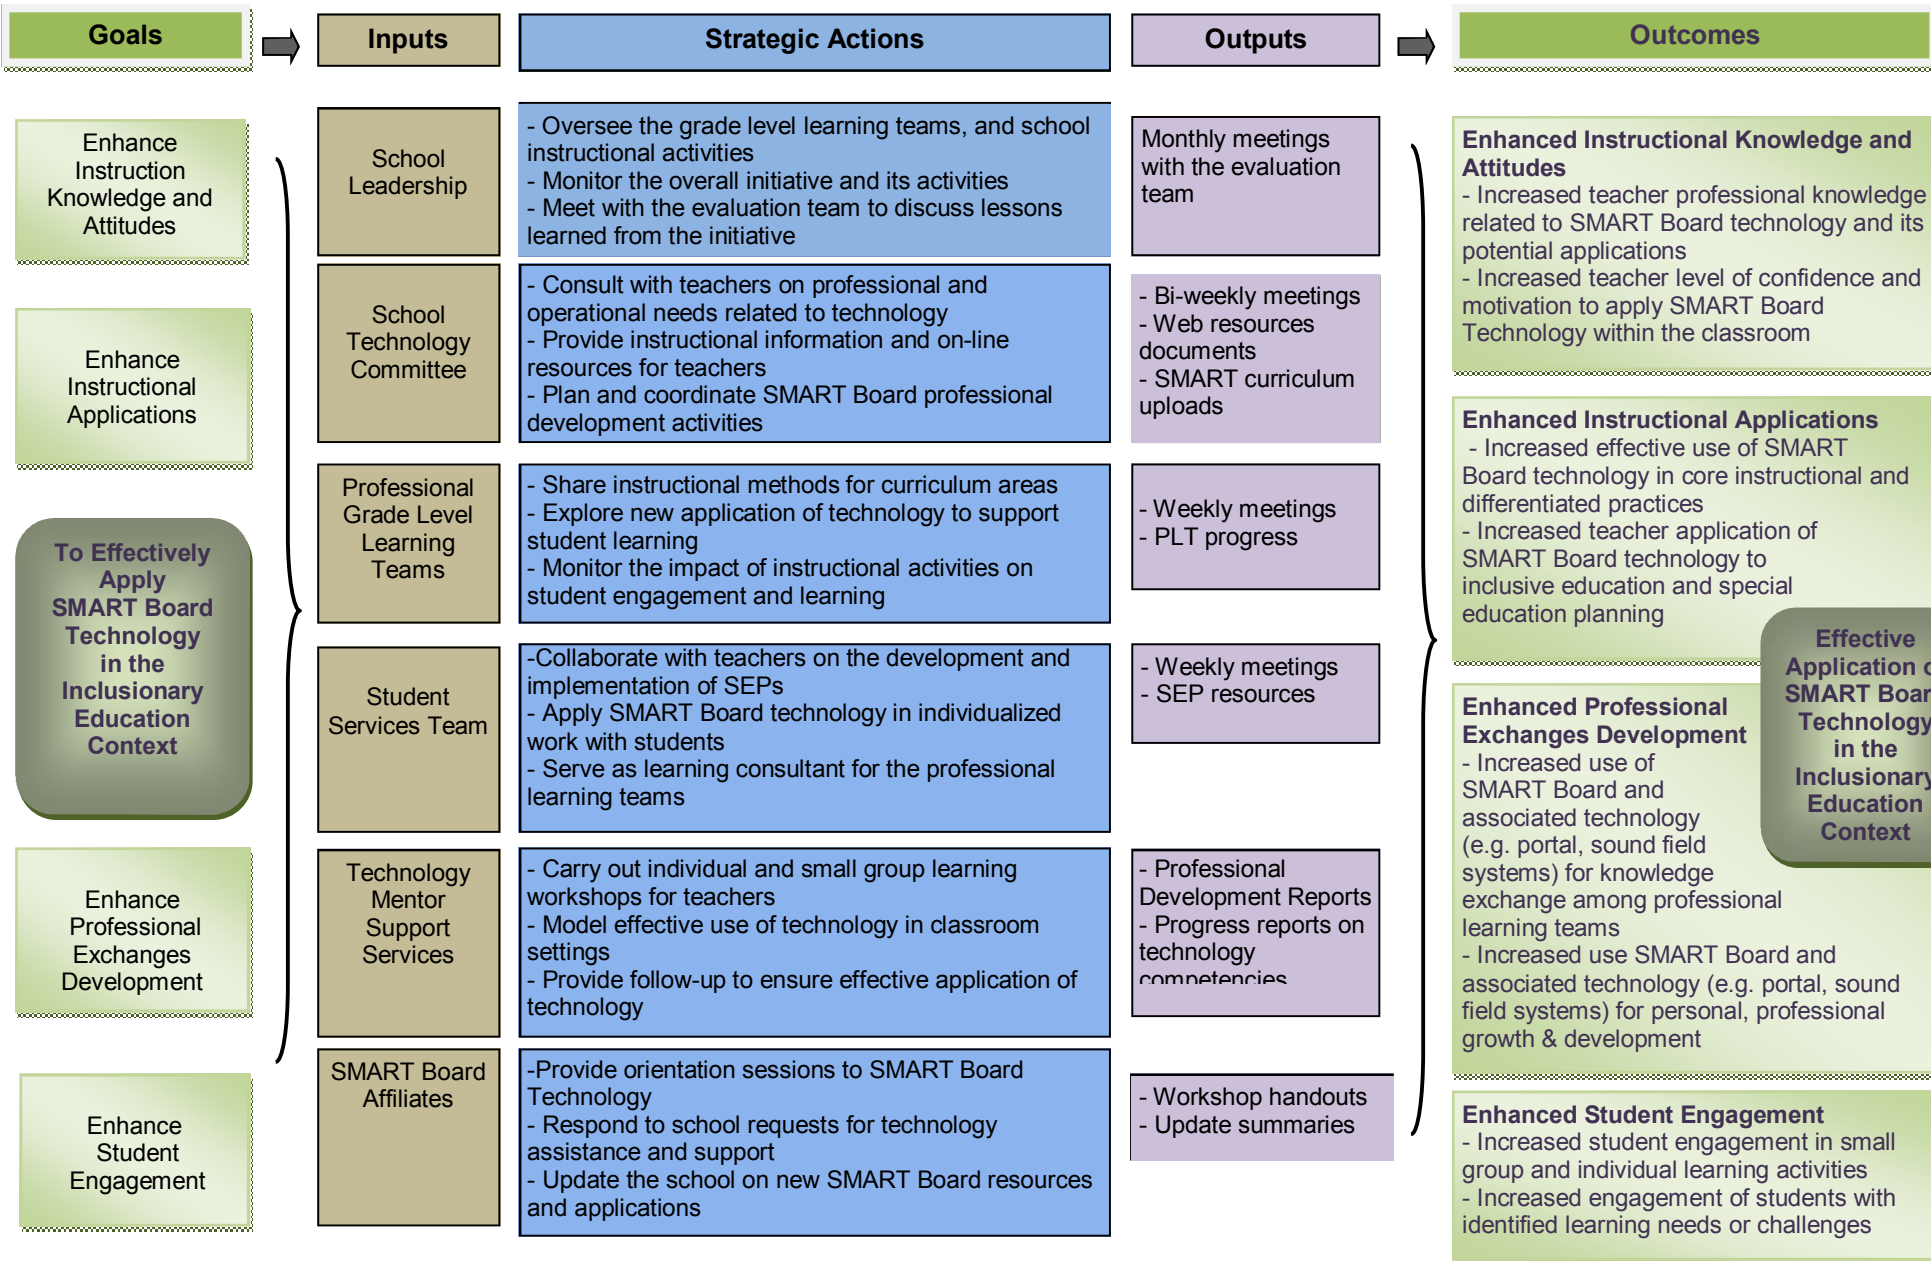 Goals
Inputs
Strategic Actions
Outputs
Outcomes
Enhance
Instruction
Knowledge and
Attitudes
Enhance
Instructional
Applications
To Effectively
Apply
SMART Board
Technology
in the
Inclusionary
Education
Context
Enhance
Professional
Exchanges
Development
Enhance
Student
Engagement
School
Leadership
- Oversee the grade level learning teams, and school
instructional activities
- Monitor the overall initiative and its activities
- Meet with the evaluation team to discuss lessons
learned from the initiative
Monthly meetings
with the evaluation
team
School
Technology
Committee
- Consult with teachers on professional and
operational needs related to technology
- Provide instructional information and on-line
resources for teachers
- Plan and coordinate SMART Board professional
development activities
- Bi-weekly meetings
- Web resources
documents
- SMART curriculum
uploads
Professional
Grade Level
Learning
Teams
- Share instructional methods for curriculum areas
- Explore new application of technology to support
student learning
- Monitor the impact of instructional activities on
student engagement and learning
- Weekly meetings
- PLT progress
Student
Services Team
-Collaborate with teachers on the development and
implementation of SEPs
- Apply SMART Board technology in individualized
work with students
- Serve as learning consultant for the professional
learning teams
- Weekly meetings
- SEP resources
Technology
Mentor
Support
Services
- Carry out individual and small group learning
workshops for teachers
- Model effective use of technology in classroom
settings
- Provide follow-up to ensure effective application of
technology
- Professional
Development Reports
- Progress reports on
technology
competencies
SMART Board
Affiliates
-Provide orientation sessions to SMART Board
Technology
- Respond to school requests for technology
assistance and support
- Update the school on new SMART Board resources
and applications
- Workshop handouts
- Update summaries
Enhanced Instructional Knowledge and
Attitudes
- Increased teacher professional knowledge
related to SMART Board technology and its
potential applications
- Increased teacher level of confidence and
motivation to apply SMART Board
Technology within the classroom
Enhanced Instructional Applications
- Increased effective use of SMART
Board technology in core instructional and
differentiated practices
- Increased teacher application of
SMART Board technology to
inclusive education and special
education planning
Enhanced Professional
Exchanges Development
- Increased use of
SMART Board and
associated technology
(e.g. portal, sound field
systems) for knowledge
exchange among professional
learning teams
- Increased use SMART Board and
associated technology (e.g. portal, sound
field systems) for personal, professional
growth & development
Effective
Application
SMART Boar
Technology
in the
Inclusionary
Education
Context
Enhanced Student Engagement
- Increased student engagement in small
group and individual learning activities
- Increased engagement of students with
identified learning needs or challenges